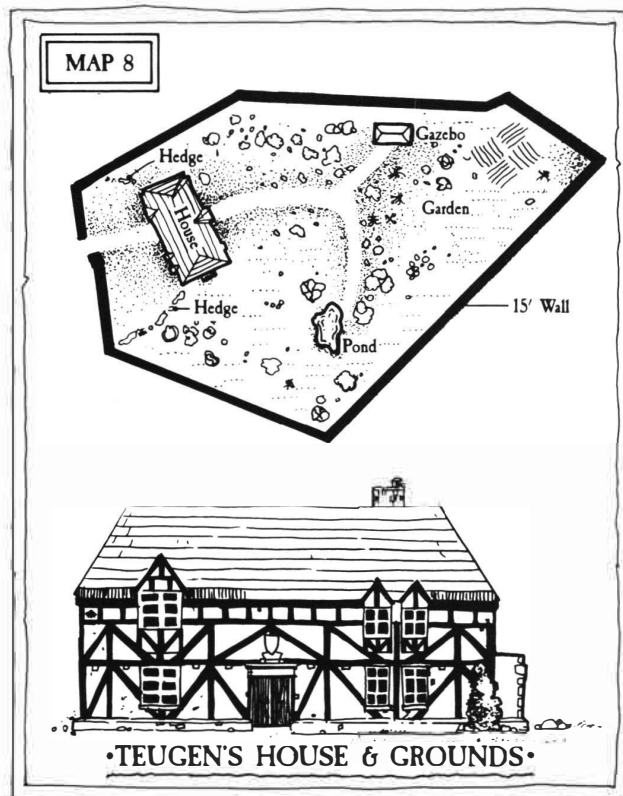 MAP 8
Gazebo
Hedge
House
Garden
Hedge
15' Wall
Pond
·TEUGEN'S HOUSE & GROUNDS·